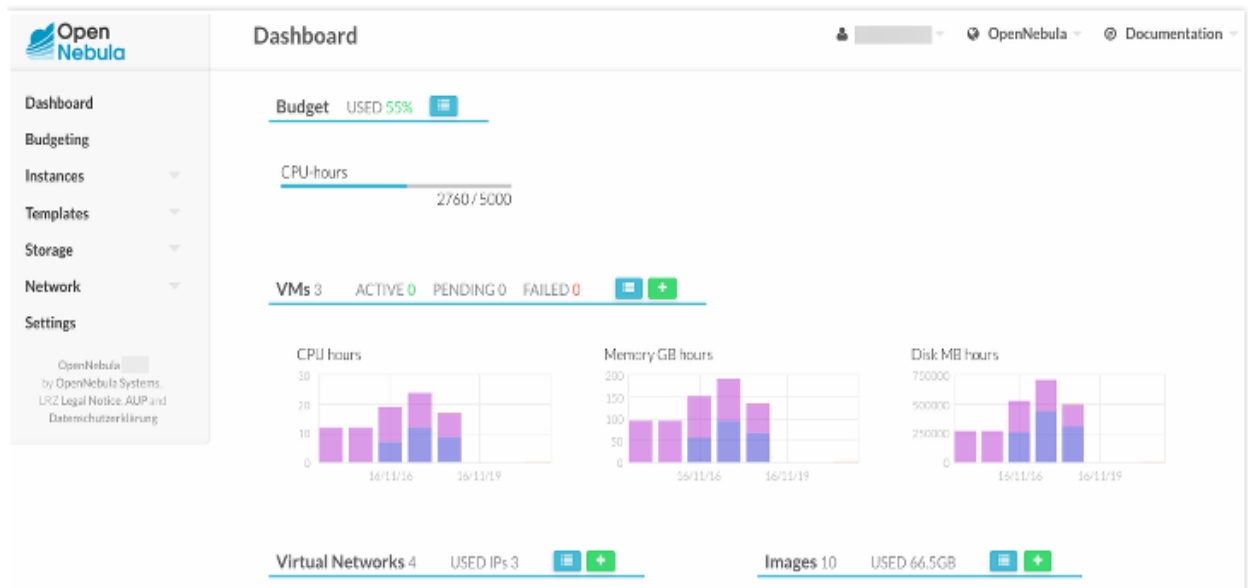 Open
Nebula
Dashboard
OpenNebula
Documentation
Dashboard
Budgeting
Instances
Templates
Storage
Network
Settings
OpenNebula
by OpenNebula Systems.
LRZ Legal Notice. AUP and
Datenschutzerklärung
Budget USED 55%
CPU-hours
2760 / 5000
VMs 3 ACTIVE 0 PENDING 0 FAILED 0
CPU hours
30
20
10
0
16/11/16 16/11/19
Memory GB hours
200
150
100
50
0
16/11/16 16/11/19
Disk MB hours
750000
500000
250000
0
16/11/16 16/11/19
Virtual Networks 4 USED IPs 3
Images 10 USED 66.5GB